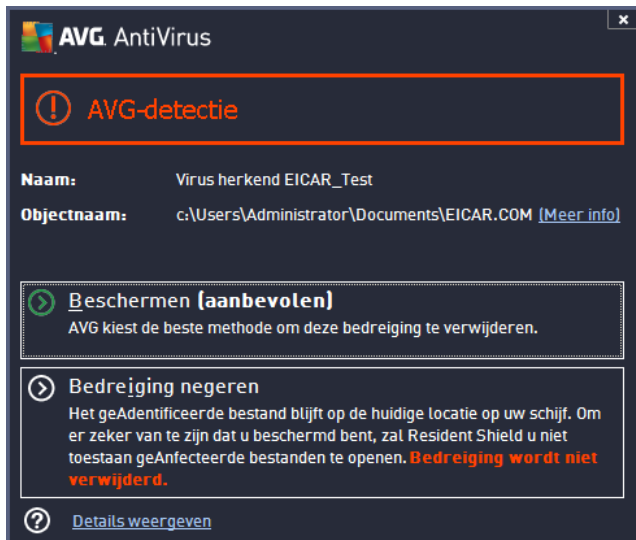 AVG. AntiVirus
AVG-detectie
Naam: Virus herkend EICAR_Test
Objectnaam: c:\Users\Administrator\Documents\EICAR.COM (Meer info)
Beschermen (aanbevolen)
AVG kiest de beste methode om deze bedreiging te verwijderen.
Bedreiging negeren
Het geAdentificeerde bestand blijft op de huidige locatie op uw schijf. Om
er zeker van te zijn dat u beschermd bent, zal Resident Shield u niet
toestaan geAnfecteerde bestanden te openen. Bedreiging wordt niet
verwijderd.
Details weergeven